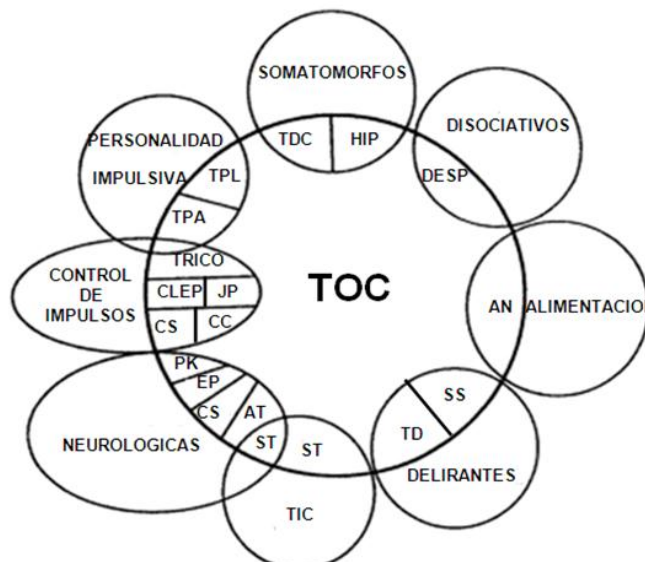 SOMATOMORFOS
TDC
HIP
DISOCIATIVOS
DESP
AN
ALIMENTACION
SS
TD
DELIRANTES
ST
TIC
NEUROLOGICAS
PK
EP
CS
AT
ST
CONTROL
DE
IMPULSOS
TRICO
CLEP
JP
CS
CC
PERSONALIDAD
IMPULSIVA
TPL
TPA
TOC